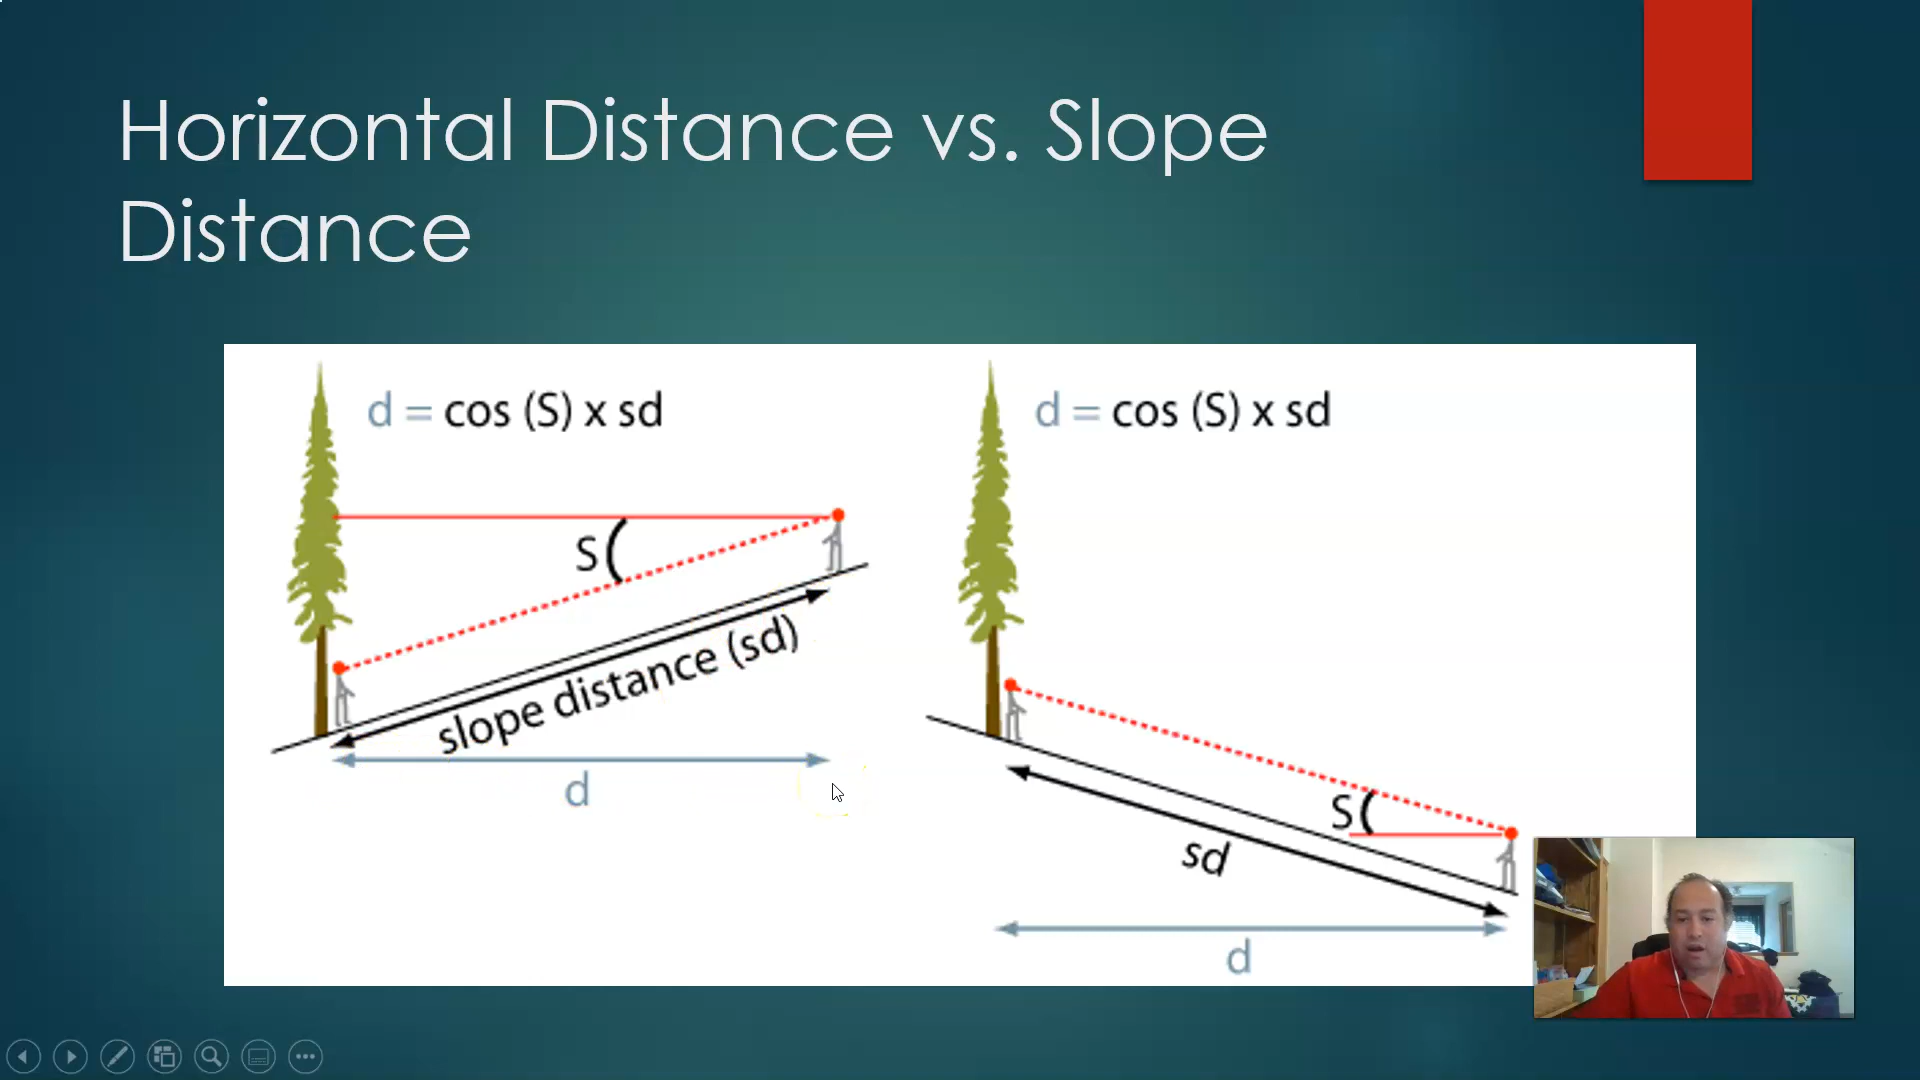 Horizontal Distance vs. Slope
Distance
d = cos (S) x sd
S
slope distance (sd)
d
d = cos (S) x sd
S
sd
d